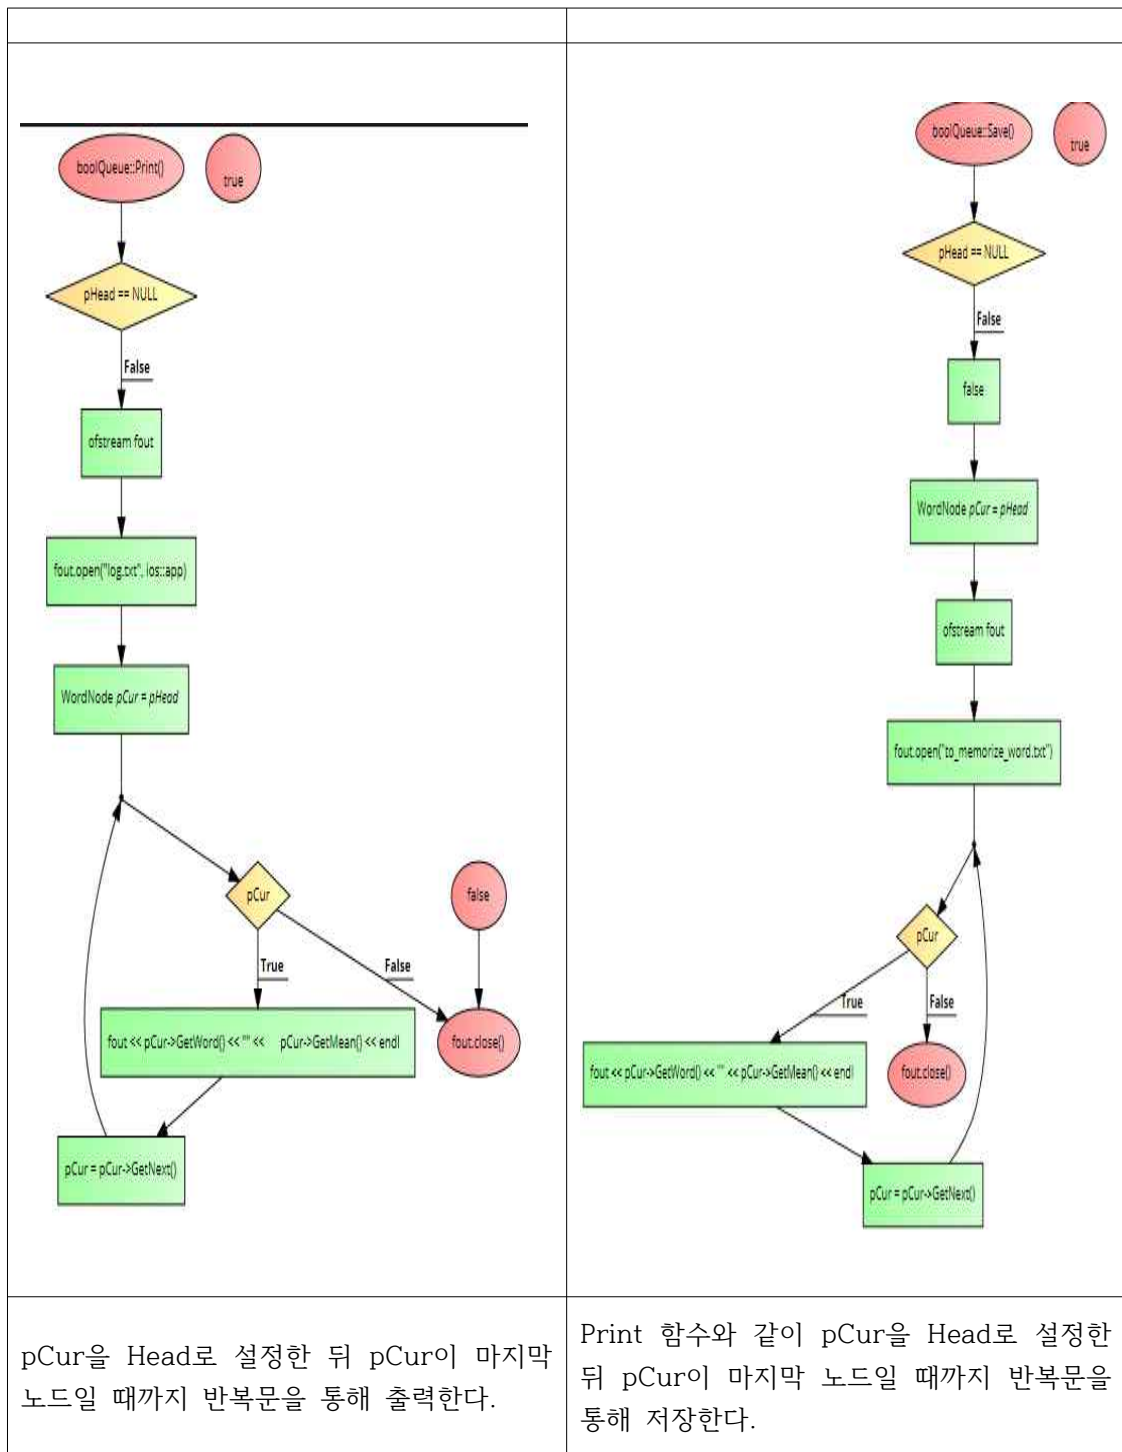 boolQueue::Print()
true
pHead == NULL
False
ofstream fout
fout.open("log.txt", ios::app)
WordNode pCur = pHead
pCur
false
True
False
fout << pCur->GetWord() << "" << pCur->GetMean() << endl
fout.close()
pCur = pCur->GetNext()
pCur을 Head로 설정한 뒤 pCur이 마지막
노드일 때까지 반복문을 통해 출력한다.
boolQueue::Save()
true
pHead == NULL
False
false
WordNode pCur = pHead
ofstream fout
fout.open("to_memorize_word.txt")
pCur
True
False
fout << pCur->GetWord() << "" << pCur->GetMean() << endl
fout.close()
pCur = pCur->GetNext()
Print 함수와 같이 pCur을 Head로 설정한
뒤 pCur이 마지막 노드일 때까지 반복문을
통해 저장한다.